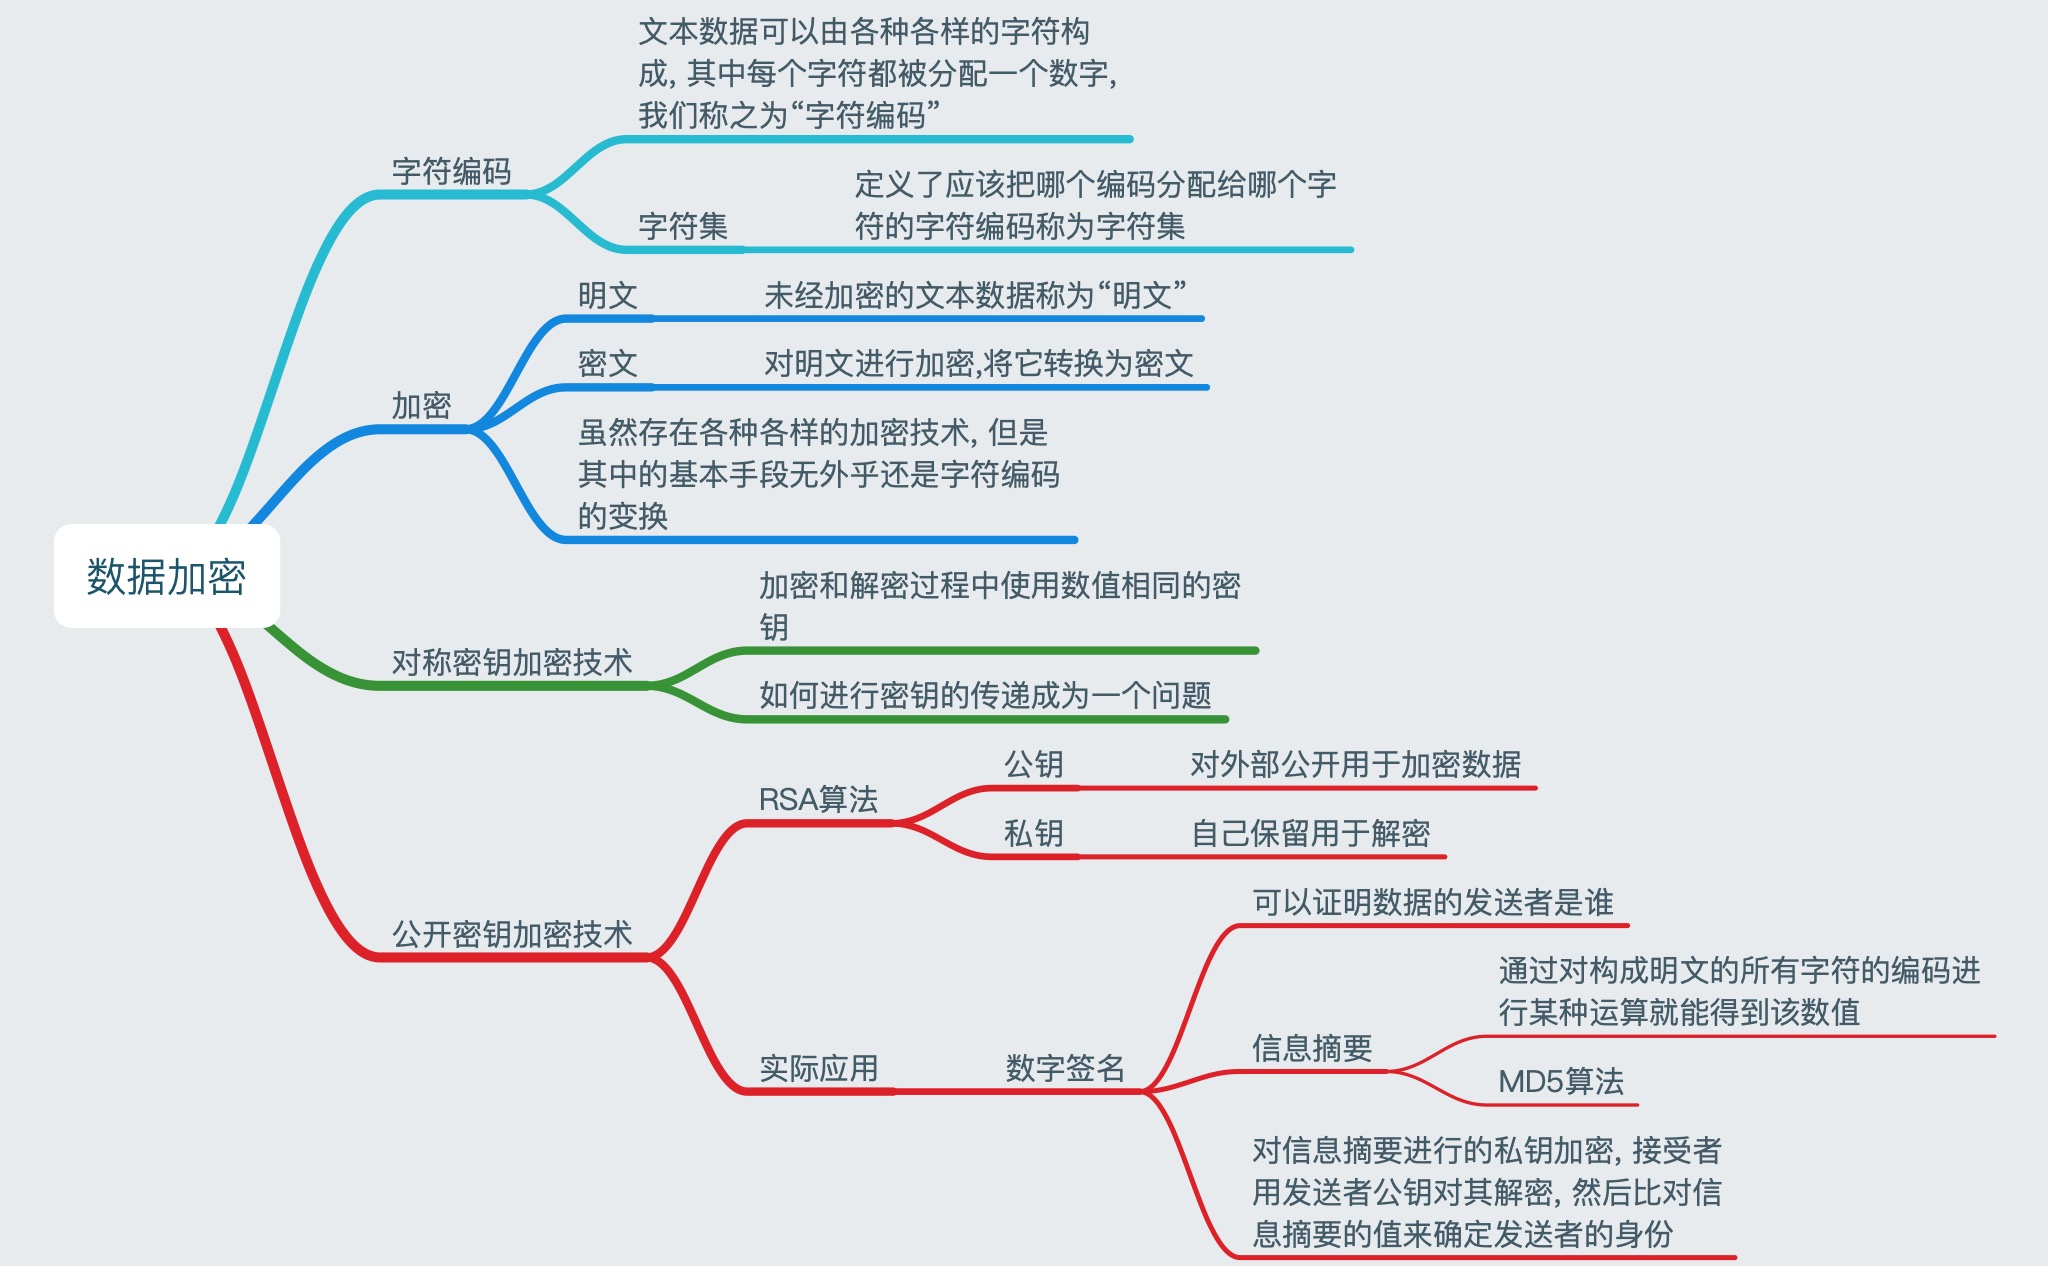 数据加密
字符编码
文本数据可以由各种各样的字符构
成, 其中每个字符都被分配一个数字,
我们称之为“字符编码”
字符集
定义了应该把哪个编码分配给哪个字
符的字符编码称为字符集
加密
明文
未经加密的文本数据称为“明文”
密文
对明文进行加密,将它转换为密文
虽然存在各种各样的加密技术, 但是
其中的基本手段无外乎还是字符编码
的变换
对称密钥加密技术
加密和解密过程中使用数值相同的密
钥
如何进行密钥的传递成为一个问题
公开密钥加密技术
RSA算法
公钥
对外部公开用于加密数据
私钥
自己保留用于解密
实际应用
数字签名
可以证明数据的发送者是谁
信息摘要
通过对构成明文的所有字符的编码进
行某种运算就能得到该数值
MD5算法
对信息摘要进行的私钥加密, 接受者
用发送者公钥对其解密, 然后比对信
息摘要的值来确定发送者的身份